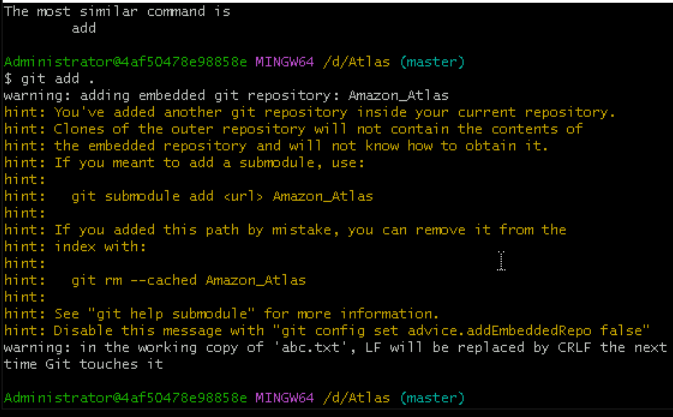 The most similar command is
        add

Administrator@4af50478e98858e MINGW64 /d/Atlas (master)
$ git add .
warning: adding embedded git repository: Amazon_Atlas
hint: You've added another git repository inside your current repository.
hint: Clones of the outer repository will not contain the contents of
hint: the embedded repository and will not know how to obtain it.
hint: If you meant to add a submodule, use:
hint:
hint:   git submodule add <url> Amazon_Atlas
hint:
hint: If you added this path by mistake, you can remove it from the
hint: index with:
hint:
hint:   git rm --cached Amazon_Atlas
hint:
hint: See "git help submodule" for more information.
hint: Disable this message with "git config set advice.addEmbeddedRepo false"
warning: in the working copy of 'abc.txt', LF will be replaced by CRLF the next
time Git touches it

Administrator@4af50478e98858e MINGW64 /d/Atlas (master)